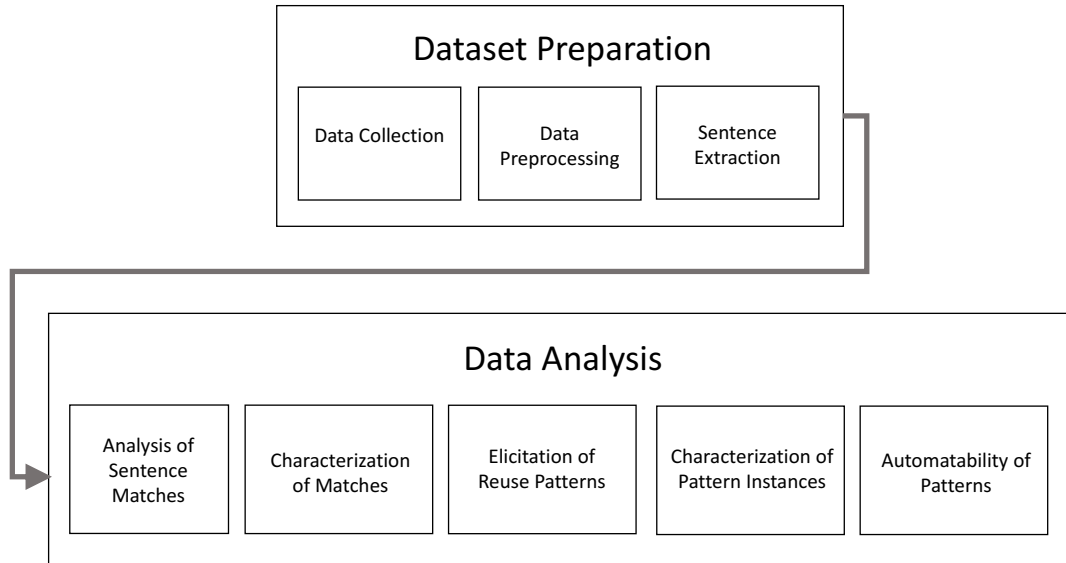 Dataset Preparation
Data Collection
Data
Preprocessing
Sentence
Extraction
Data Analysis
Analysis of
Sentence
Matches
Characterization
of Matches
Elicitation of
Reuse Patterns
Characterization of
Pattern Instances
Automatability of
Patterns